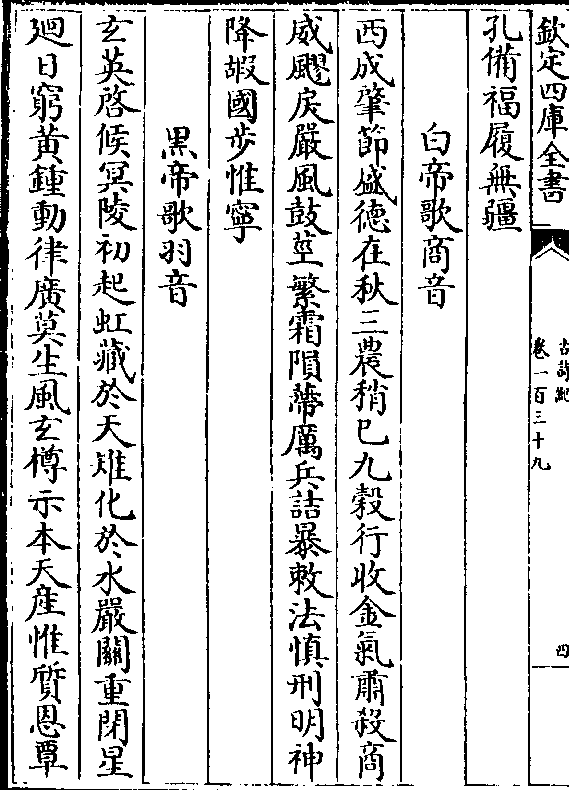 欽定四庫全書
古詩紀
卷一百三十九
四
孔備福履無疆
白帝歌商音
西成肇節盛德在秋三農稍已九穀行收金氣肅殺商
威飂戾嚴風鼓莖繁霜隕蔕厲兵詰暴敕法慎刑明神
降嘏國步惟寧
黑帝歌羽音
玄英啓候冥陵初起虹藏於天雉化於水嚴關重閉星
廻日窮黃鍾動律廣莫生風玄樽示本天產惟質恩覃